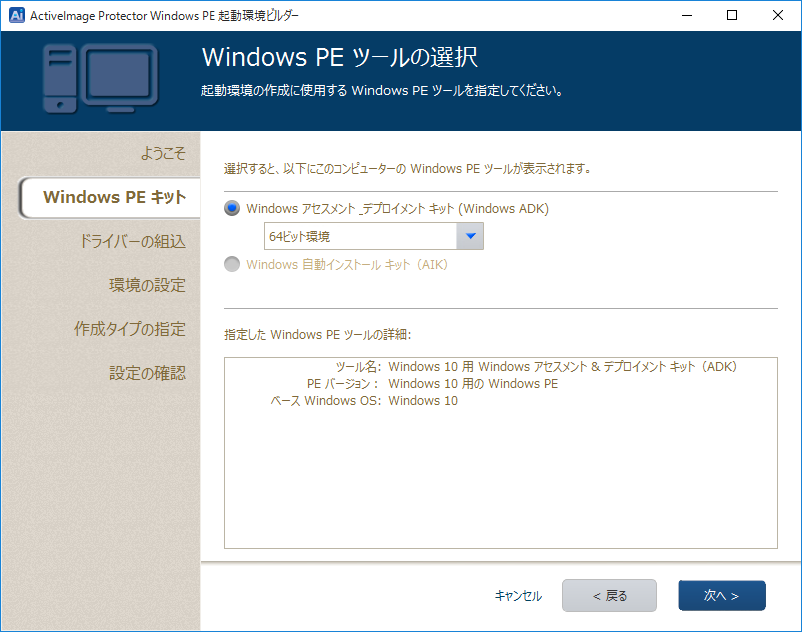 Ai ActiveImage Protector Windows PE 起動環境ビルダー
Windows PE ツールの選択
起動環境の作成に使用する Windows PE ツールを指定してください。
ようこそ
Windows PE キット
ドライバーの組込
環境の設定
作成タイプの指定
設定の確認
選択すると、以下にこのコンピューターの Windows PE ツールが表示されます。
Windows アセスメント _デプロイメント キット (Windows ADK)
64ビット環境
Windows 自動インストール キット（AIK）
指定した Windows PE ツールの詳細:
ツール名: Windows 10 用 Windows アセスメント & デプロイメント キット（ADK）
PE バージョン： Windows 10 用の Windows PE
ベース Windows OS: Windows 10
キャンセル
< 戻る
次へ >